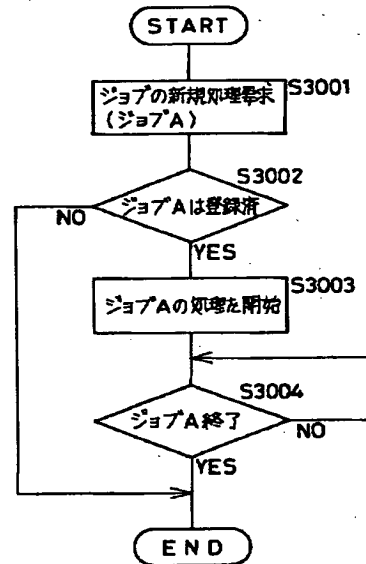 START
ジョブの新規処理要求
(ジョブA)
S3001
S3002
ジョブAは登録済
NO
YES
S3003
ジョブAの処理を開始
S3004
ジョブA終了
NO
YES
END